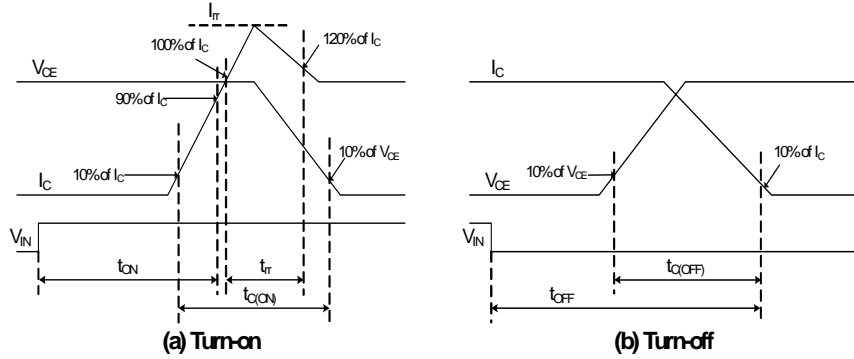 Irr
100% of IC
120% of IC
VCE
90% of IC
10% of VCE
10% of IC
IC
VIN
tON
trr
tC(ON)
(a) Turn-on
IC
10% of VCE
10% of IC
VCE
VIN
tC(OFF)
tOFF
(b) Turn-off